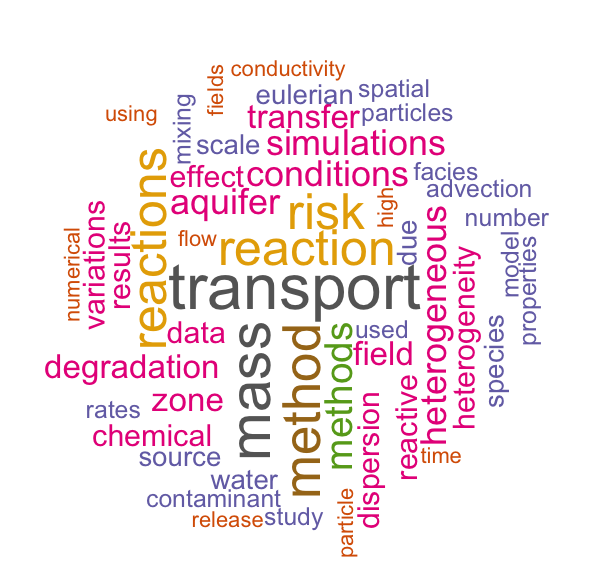 conductivity
fields
eulerian
spatial
using
mixing
transfer
particles
scale
simulations
reactions
effect
conditions
facies
advection
aquifer
risk
high
number
variations
results
numerical
flow
reaction
due
heterogeneous
heterogeneity
model
properties
transport
data
mass
method
methods
used
field
species
degradation
zone
reactive
rates
dispersion
chemical
time
source
water
contaminant
particle
release
study